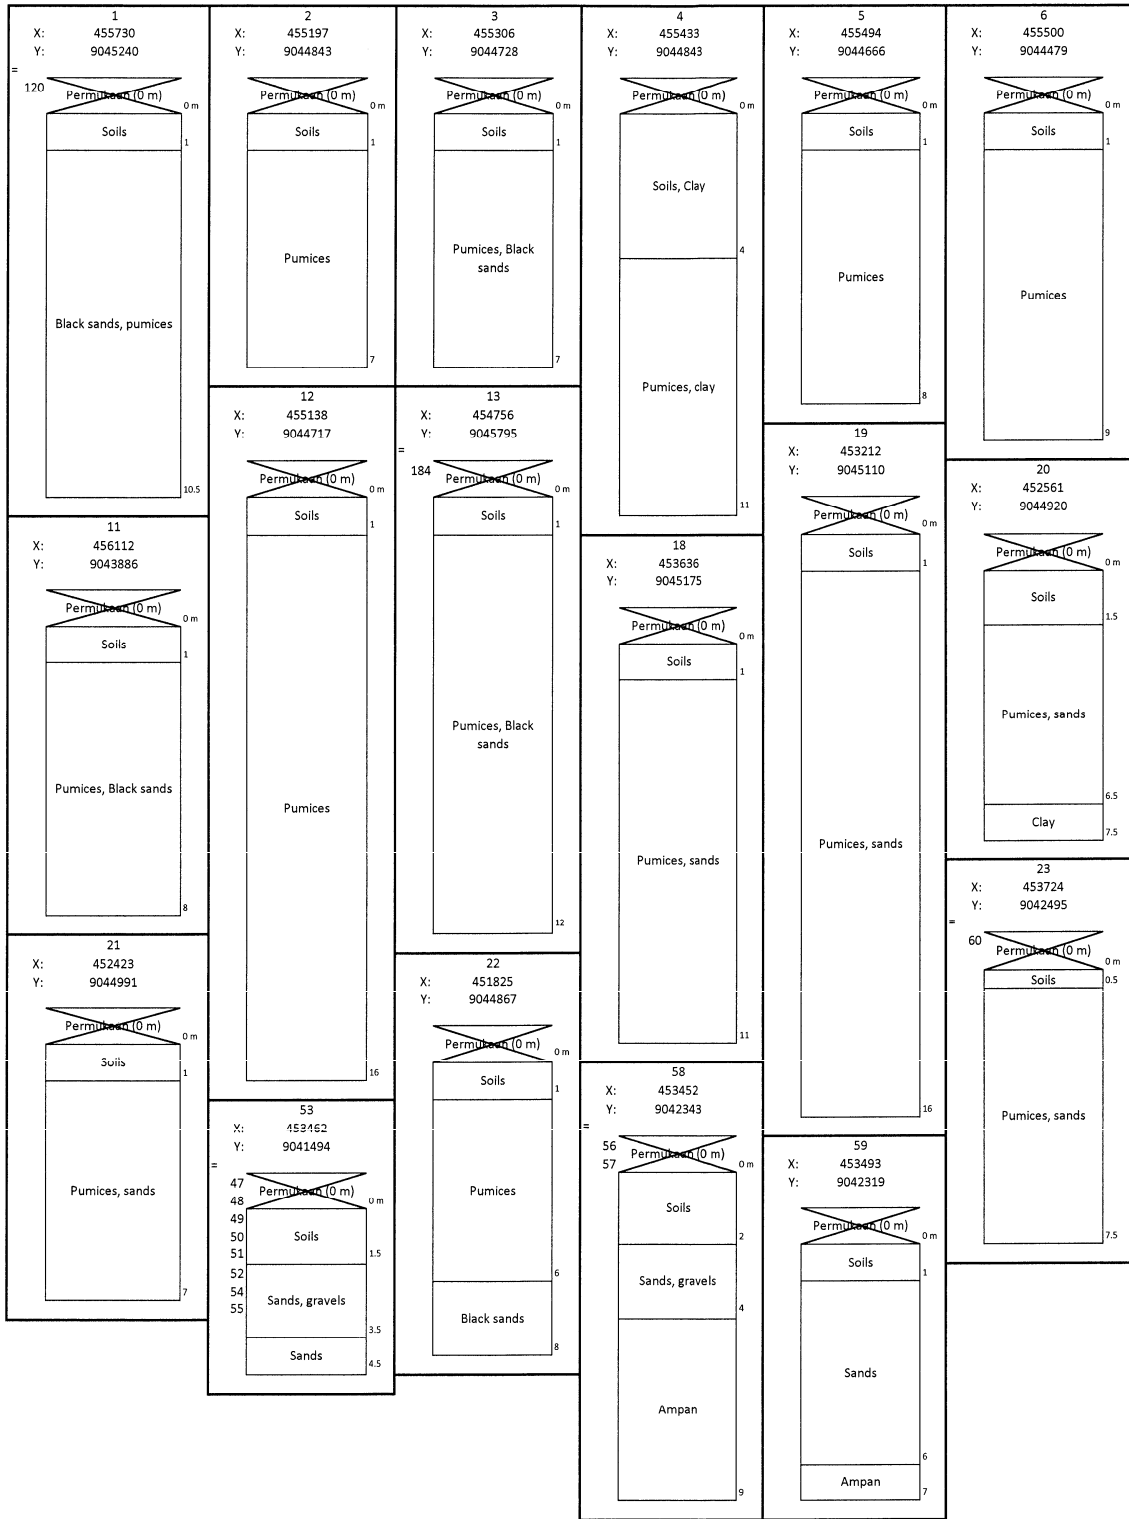 1
X: 455730
Y: 9045240
=
120
Permukaan (0 m)
0 m
Soils
1
Black sands, pumices
10.5
2
X: 455197
Y: 9044843
Permukaan (0 m)
0 m
Soils
1
Pumices
7
3
X: 455306
Y: 9044728
Permukaan (0 m)
0 m
Soils
1
Pumices, Black
sands
7
4
X: 455433
Y: 9044843
Permukaan (0 m)
0 m
Soils, Clay
4
Pumices, clay
11
5
X: 455494
Y: 9044666
Permukaan (0 m)
0 m
Soils
1
Pumices
8
6
X: 455500
Y: 9044479
Permukaan (0 m)
0 m
Soils
1
Pumices
9
11
X: 456112
Y: 9043886
Permukaan (0 m)
0 m
Soils
1
Pumices, Black sands
8
12
X: 455138
Y: 9044717
Permukaan (0 m)
0 m
Soils
1
Pumices
16
13
X: 454756
Y: 9045795
=
184
Permukaan (0 m)
0 m
Soils
1
Pumices, Black
sands
12
18
X: 453636
Y: 9045175
Permukaan (0 m)
0 m
Soils
1
Pumices, sands
11
19
X: 453212
Y: 9045110
Permukaan (0 m)
0 m
Soils
1
Pumices, sands
16
20
X: 452561
Y: 9044920
Permukaan (0 m)
0 m
Soils
1.5
Pumices, sands
6.5
Clay
7.5
21
X: 452423
Y: 9044991
Permukaan (0 m)
0 m
Soils
1
Pumices, sands
7
22
X: 451825
Y: 9044867
Permukaan (0 m)
0 m
Soils
1
Pumices
6
Black sands
8
23
X: 453724
Y: 9042495
=
60
Permukaan (0 m)
0 m
Soils
0.5
Pumices, sands
7.5
53
X: 453462
Y: 9041494
=
47
Permukaan (0 m)
48
0 m
49
50
Soils
51
1.5
52
54
Sands, gravels
55
3.5
Sands
4.5
58
X: 453452
Y: 9042343
=
56
Permukaan (0 m)
57
0 m
Soils
2
Sands, gravels
4
Ampan
9
59
X: 453493
Y: 9042319
Permukaan (0 m)
0 m
Soils
1
Sands
6
Ampan
7